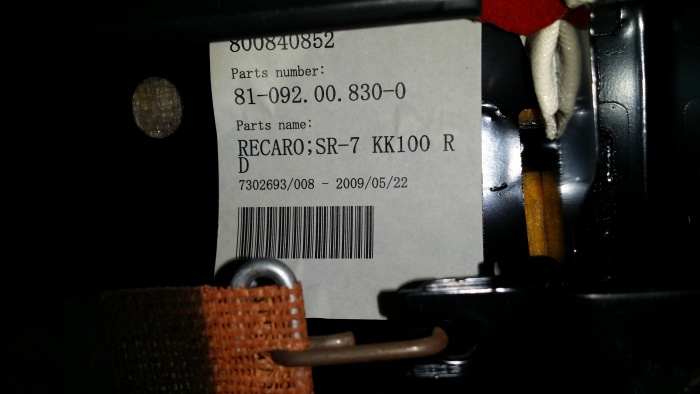 800840852
Parts number:
81-092.00.830-0
Parts name:
RECARO;SR-7 KK100 R
D
7302693/008 - 2009/05/22